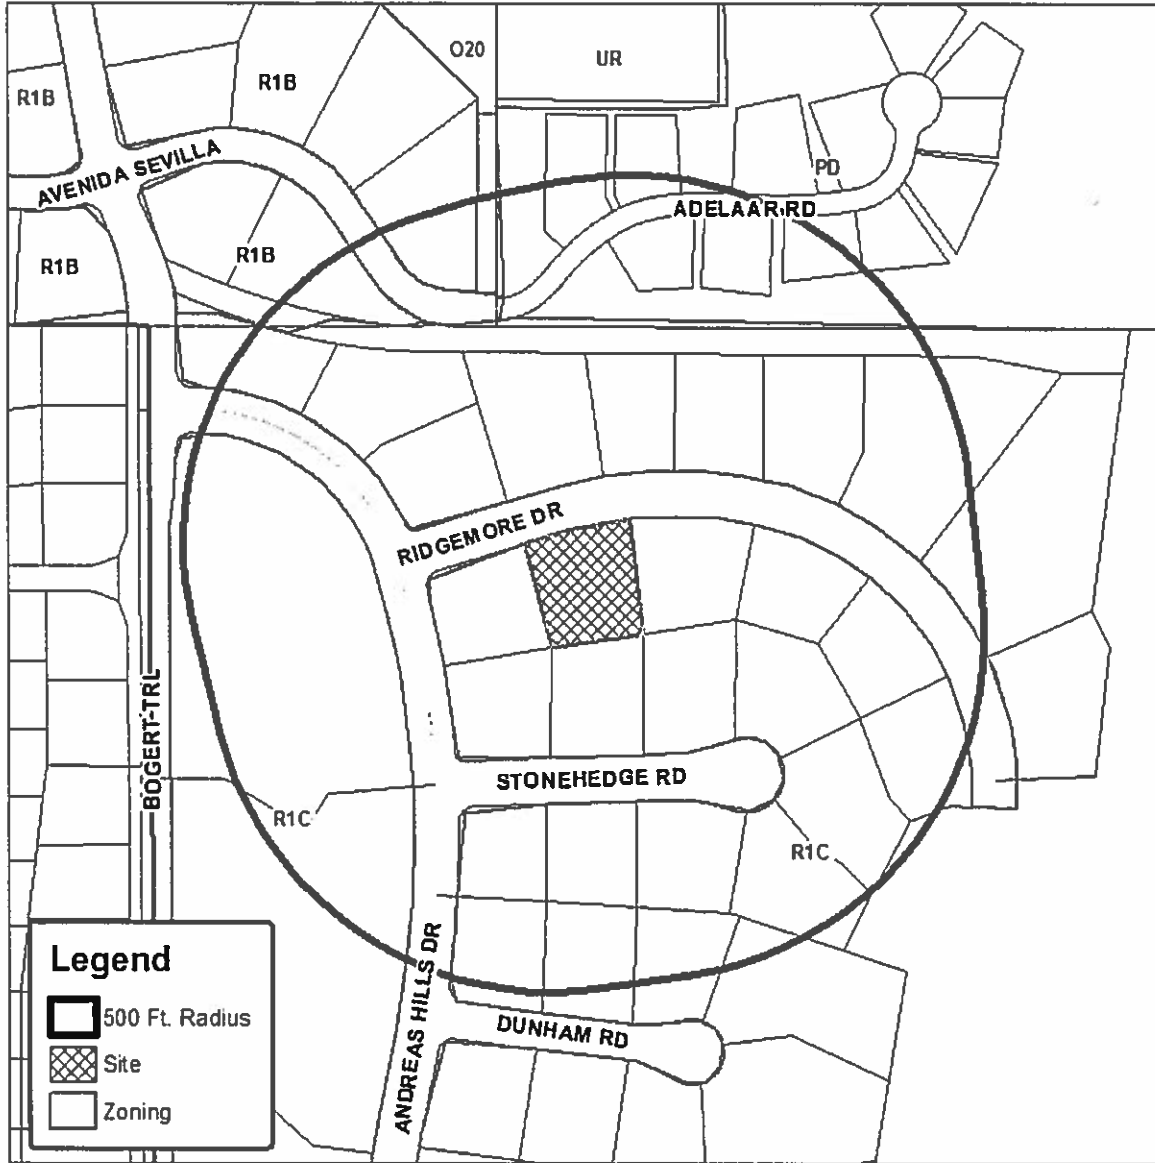 O20
UR
R1B
R1B
AVENIDA SEVILLA
PD
ADELAAR RD
R1B
R1B
RIDGEMORE DR
BOGERT TRL
STONEHEDGE RD
R1C
R1C
ANDREAS HILLS DR
DUNHAM RD
Legend
500 Ft. Radius
Site
Zoning